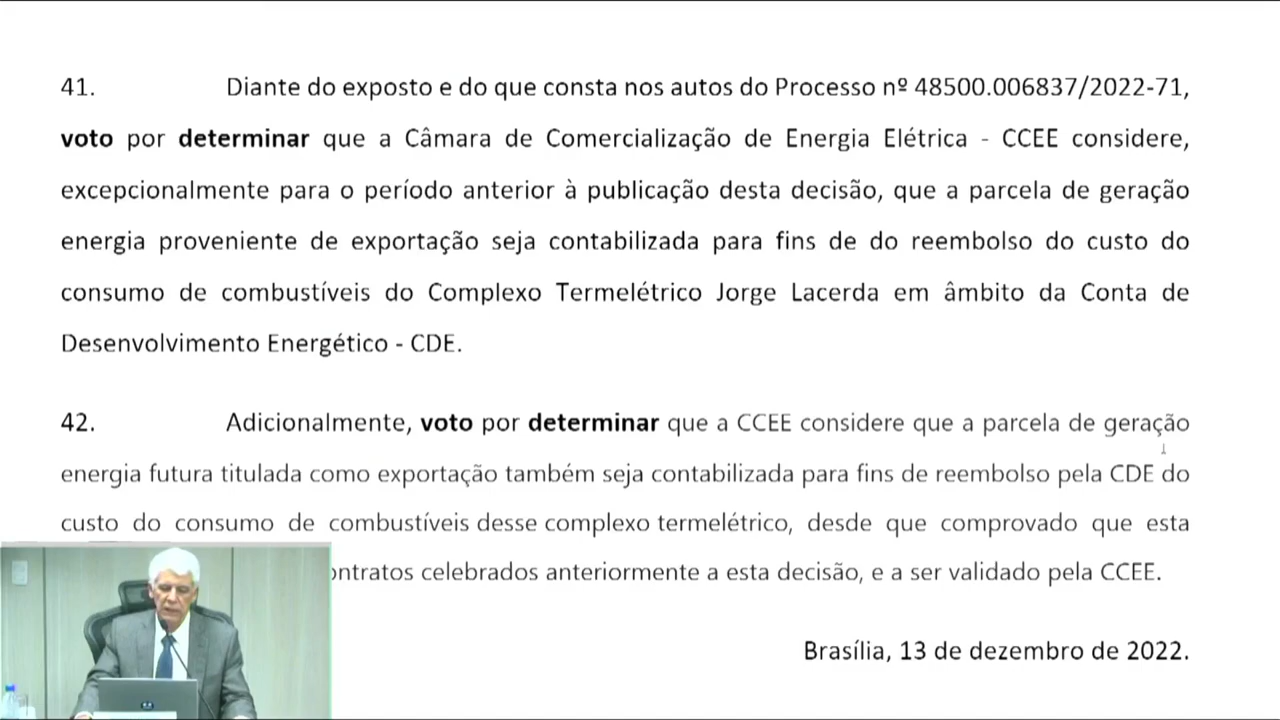 41. Diante do exposto e do que consta nos autos do Processo nº 48500.006837/2022-71,
voto por determinar que a Câmara de Comercialização de Energia Elétrica - CCEE considere,
excepcionalmente para o período anterior à publicação desta decisão, que a parcela de geração
energia proveniente de exportação seja contabilizada para fins de do reembolso do custo do
consumo de combustíveis do Complexo Termelétrico Jorge Lacerda em âmbito da Conta de
Desenvolvimento Energético - CDE.
42. Adicionalmente, voto por determinar que a CCEE considere que a parcela de geração
energia futura titulada como exportação também seja contabilizada para fins de reembolso pela CDE do
custo do consumo de combustíveis desse complexo termelétrico, desde que comprovado que esta
celebrados anteriormente a esta decisão, e a ser validado pela CCEE.
Brasília, 13 de dezembro de 2022.